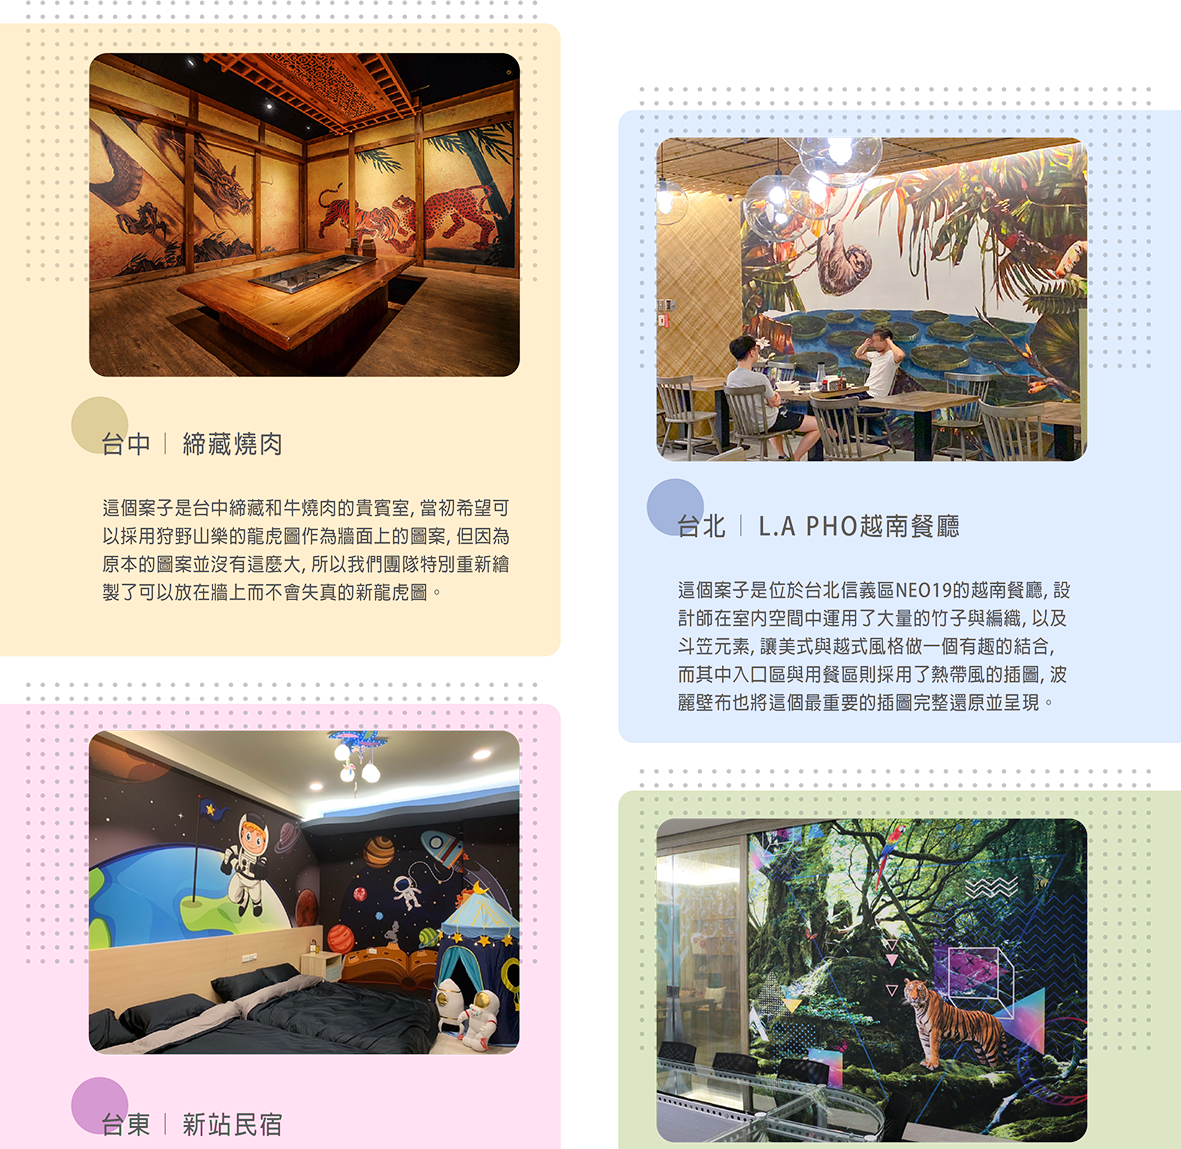 台中｜締藏燒肉
這個案子是台中締藏和牛燒肉的貴賓室, 當初希望可
以採用狩野山樂的龍虎圖作為牆面上的圖案, 但因為
原本的圖案並沒有這麼大, 所以我們團隊特別重新繪
製了可以放在牆上而不會失真的新龍虎圖。
台北｜L.A PHO越南餐廳
這個案子是位於台北信義區NEO19的越南餐廳, 設
計師在室內空間中運用了大量的竹子與編織, 以及
斗笠元素, 讓美式與越式風格做一個有趣的結合,
而其中入口區與用餐區則採用了熱帶風的插圖, 波
麗壁布也將這個最重要的插圖完整還原並呈現。
台東｜新站民宿